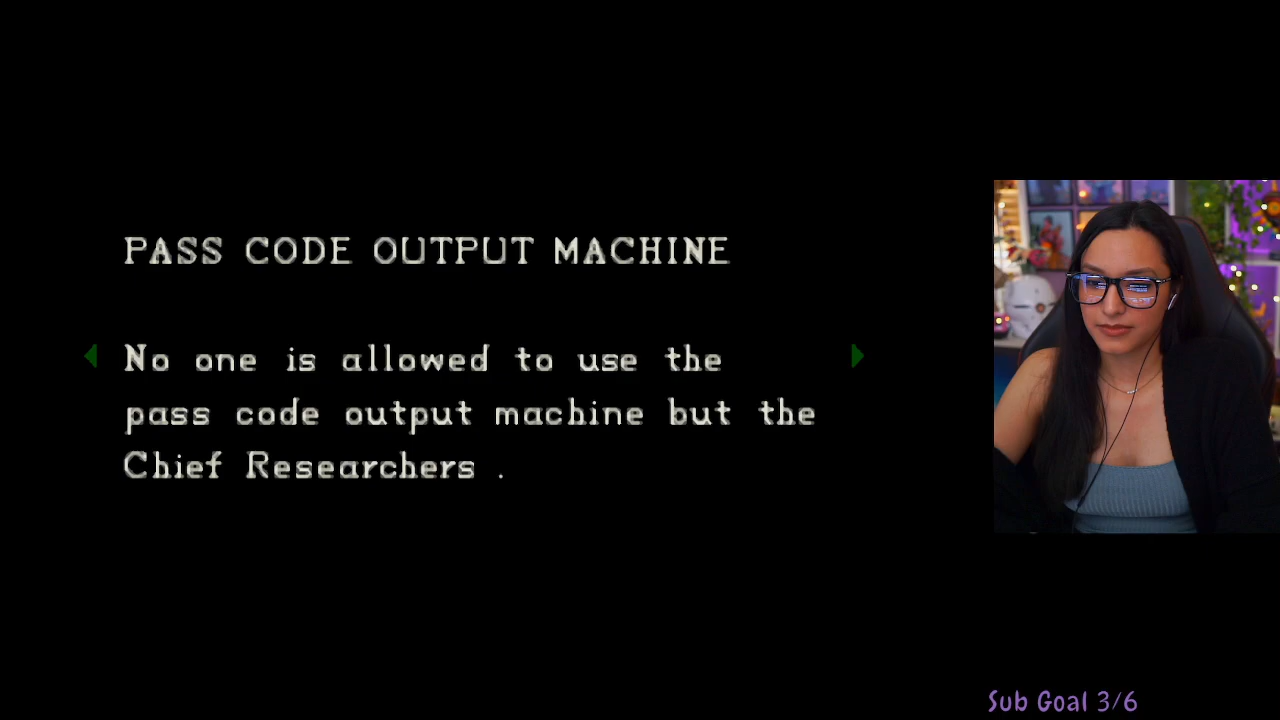 PASS CODE OUTPUT MACHINE
No one is allowed to use the
pass code output machine but the
Chief Researchers .
Sub Goal 3/6